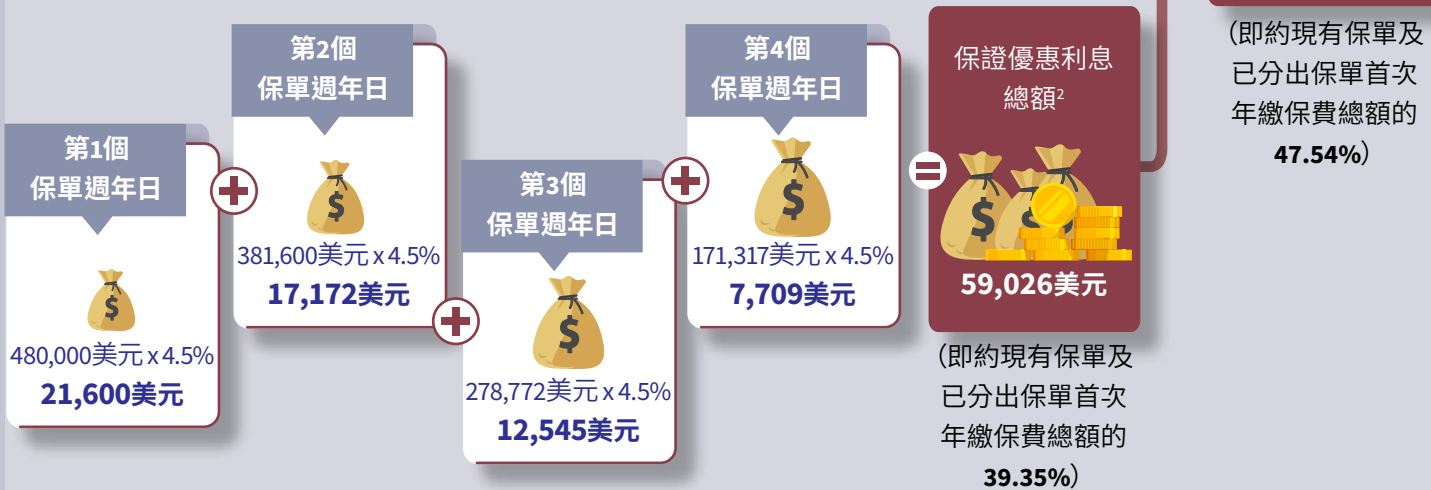 第1個
保單週年日
480,000美元 x 4.5%
21,600美元
第2個
保單週年日
381,600美元 x 4.5%
17,172美元
第3個
保單週年日
278,772美元 x 4.5%
12,545美元
第4個
保單週年日
171,317美元 x 4.5%
7,709美元
保證優惠利息
總額2
59,026美元
（即約現有保單及
已分出保單首次
年繳保費總額的
39.35%）
（即約現有保單及
已分出保單首次
年繳保費總額的
47.54%）